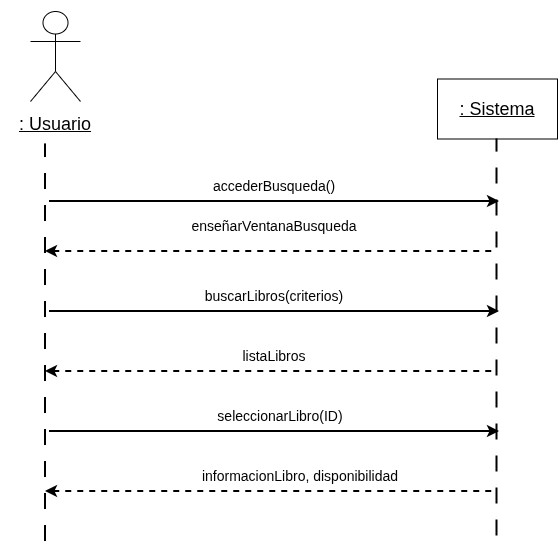 : Usuario
: Sistema
accederBusqueda()
enseñarVentanaBusqueda
buscarLibros(criterios)
listaLibros
seleccionarLibro(ID)
informacionLibro, disponibilidad